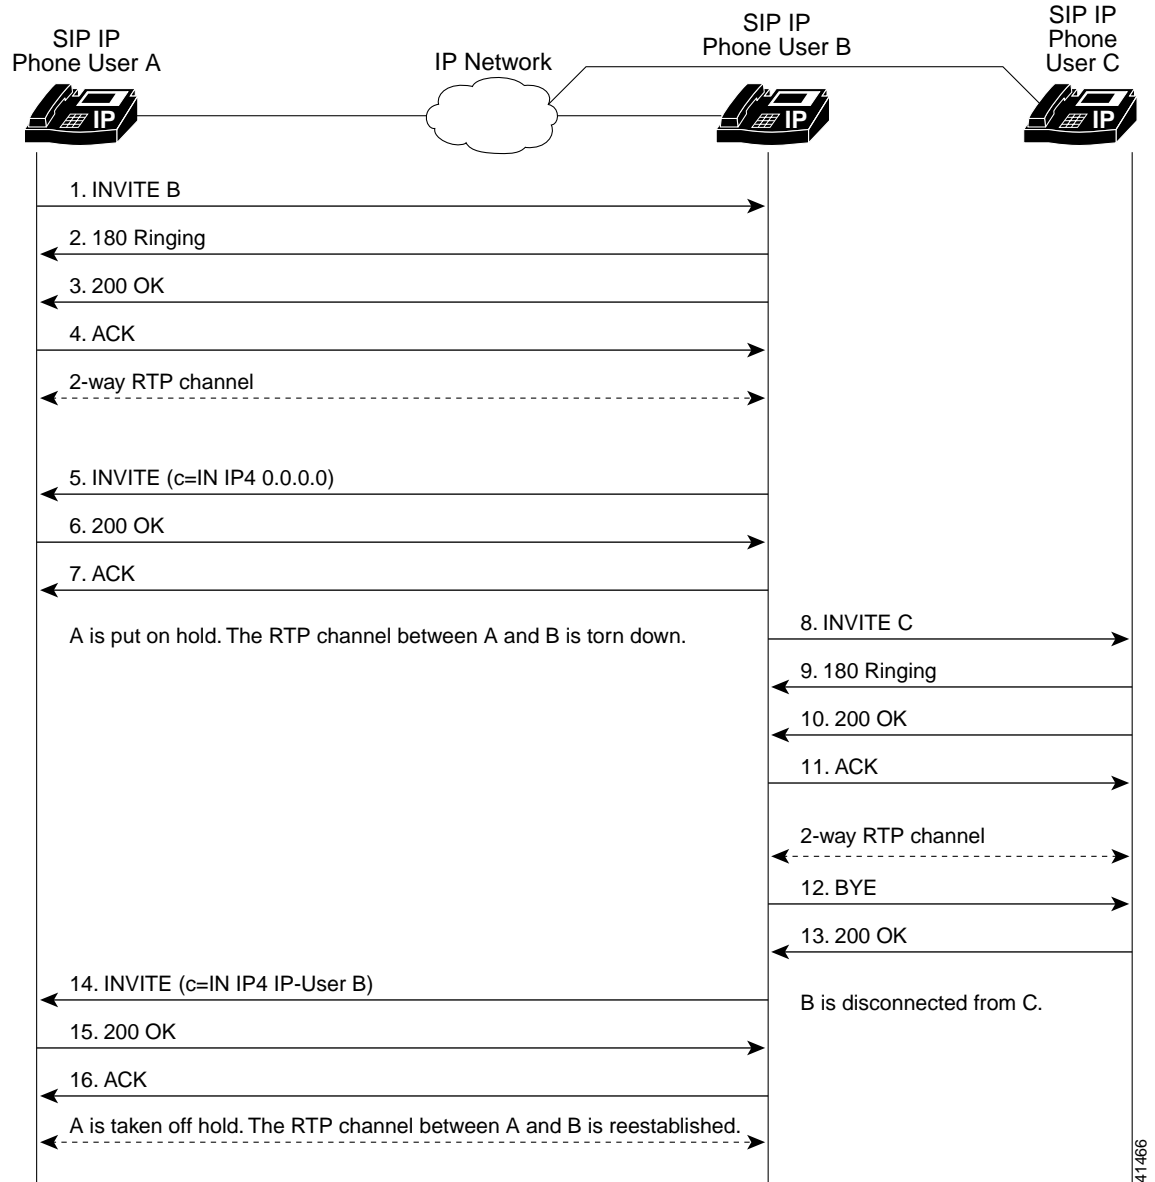 SIP IP
Phone User A
IP Network
SIP IP
Phone User B
SIP IP
Phone
User C
IP
IP
IP
1. INVITE B
2. 180 Ringing
3. 200 OK
4. ACK
2-way RTP channel
5. INVITE (c=IN IP4 0.0.0.0)
6. 200 OK
7. ACK
A is put on hold. The RTP channel between A and B is torn down.
8. INVITE C
9. 180 Ringing
10. 200 OK
11. ACK
2-way RTP channel
12. BYE
13. 200 OK
14. INVITE (c=IN IP4 IP-User B)
B is disconnected from C.
15. 200 OK
16. ACK
A is taken off hold. The RTP channel between A and B is reestablished.
41466